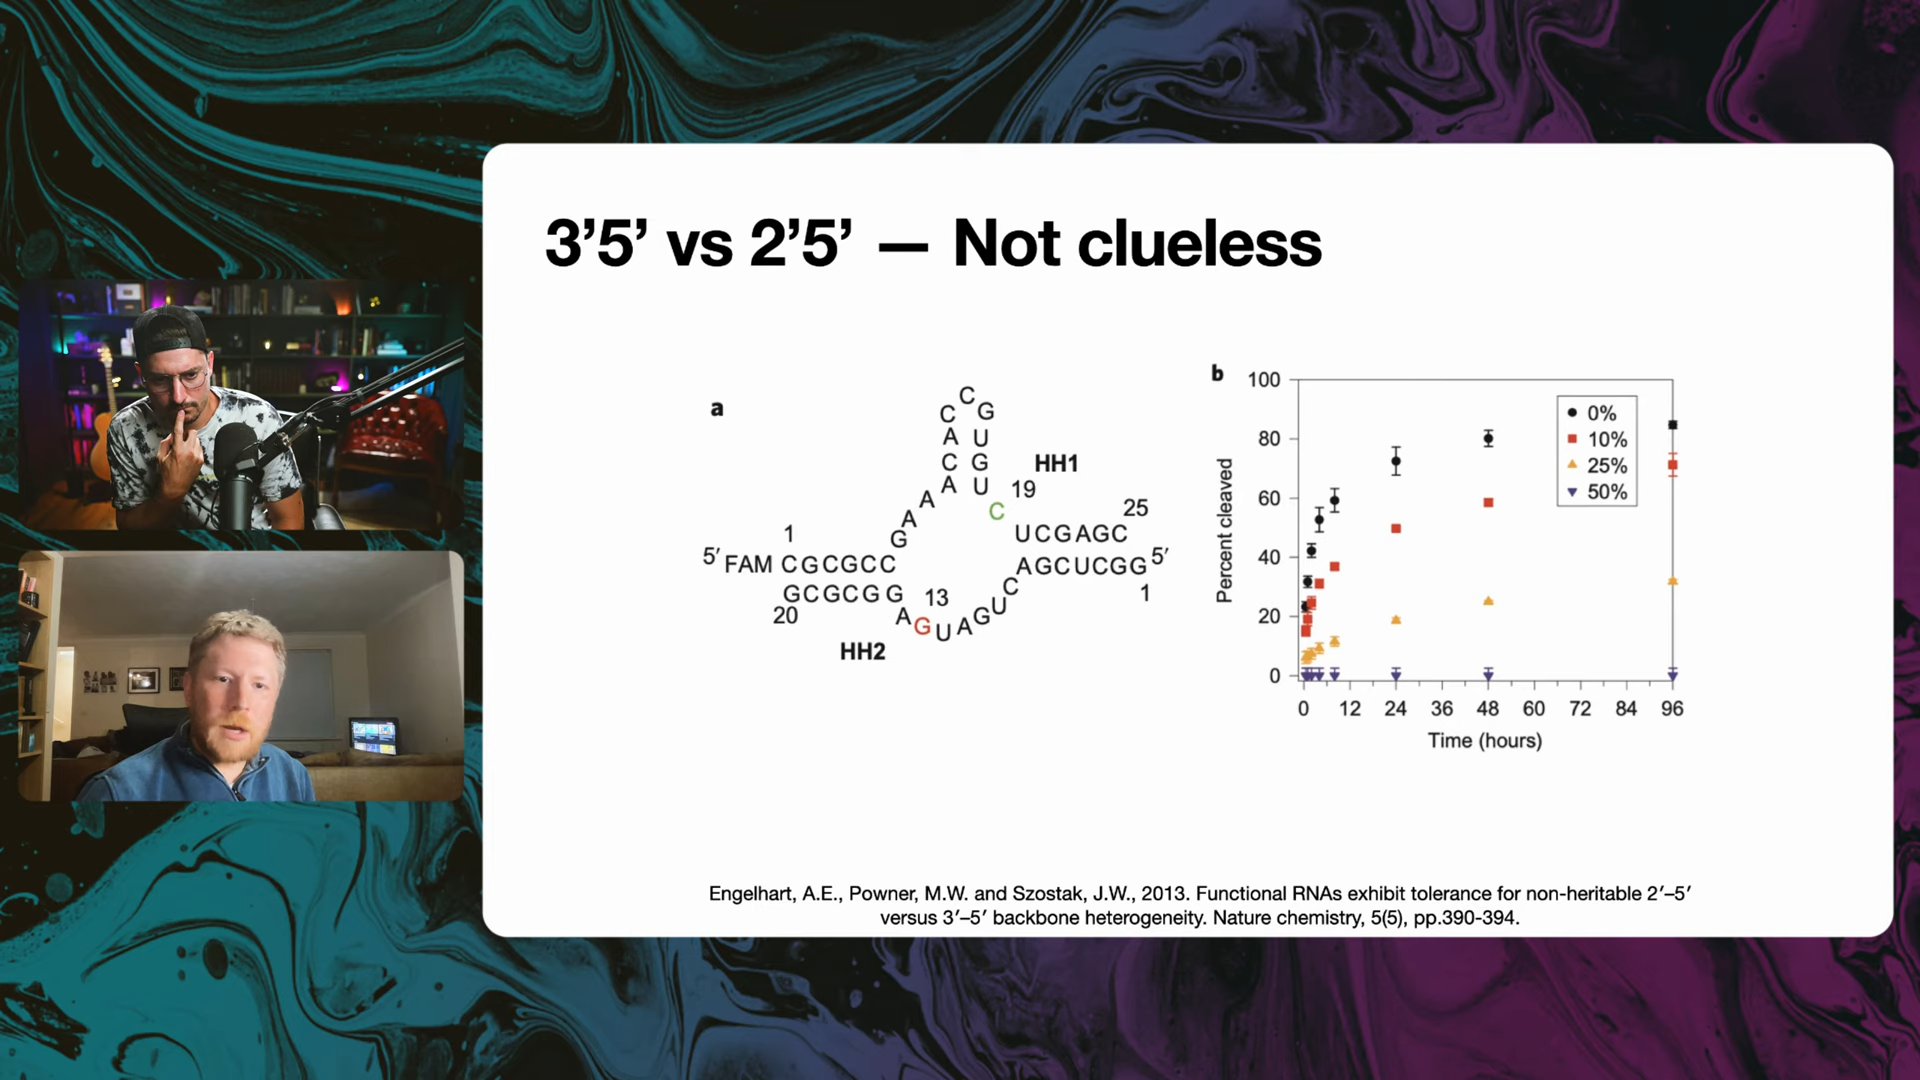 3’5’ vs 2’5’ — Not clueless
a
C
C G
A U
C G
A U
A
A
G
C
HH1
19
25
UCGAGC
1
5′ FAM CGCGCC
AGCUCGG 5′
GCGCGG
1
20
A
G
U
A
G
U
C
13
HH2
b
100
80
60
40
20
0
Percent cleaved
0%
10%
25%
50%
0 12 24 36 48 60 72 84 96
Time (hours)
Engelhart, A.E., Powner, M.W. and Szostak, J.W., 2013. Functional RNAs exhibit tolerance for non-heritable 2′–5′
versus 3′–5′ backbone heterogeneity. Nature chemistry, 5(5), pp.390-394.